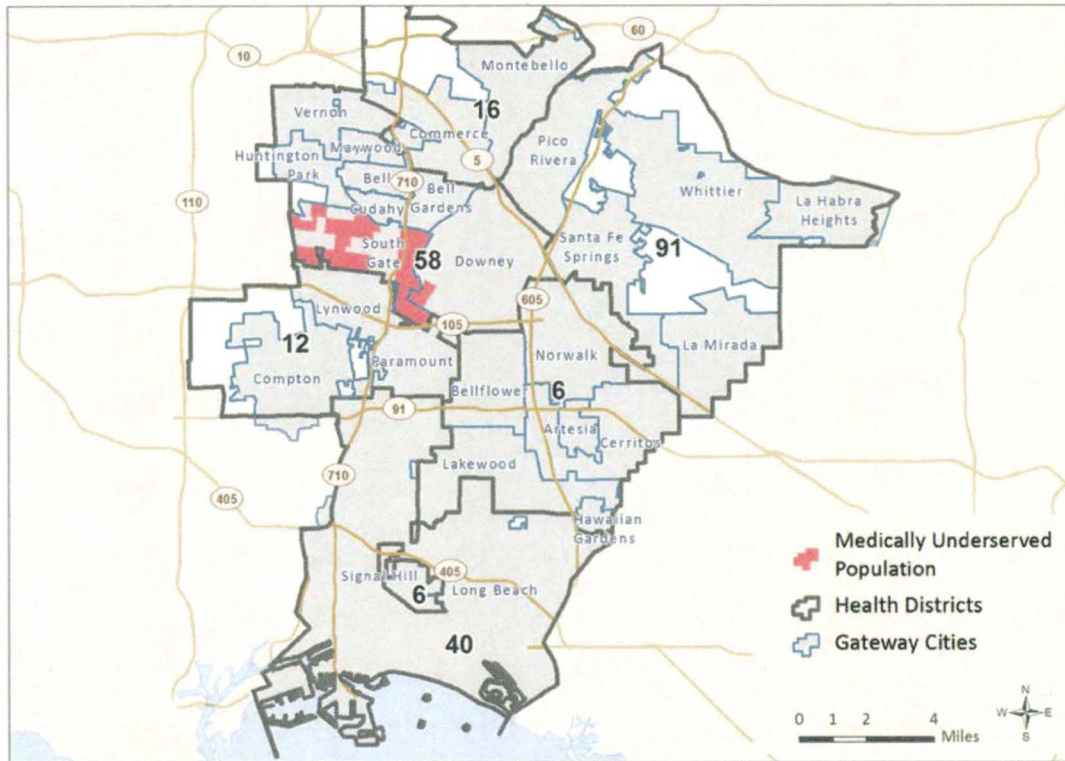 60
10
Montebello
16
Vernon
Commerce
Maywood
Pico
Rivera
Huntington
Park
5
Bell
710
Bell
Gardens
Whittier
La Habra
Heights
110
Cudahy
South
Gate
58
Downey
Santa Fe
Springs
91
605
Lynwood
105
12
Norwalk
La Mirada
Paramount
Compton
Bellflower
6
91
Artesia
Cerritos
Lakewood
710
405
Hawaiian
Gardens
Signal Hill
405
6
Long Beach
40
Medically Underserved
Population
Health Districts
Gateway Cities
N
W E
S
0 1 2 4
Miles